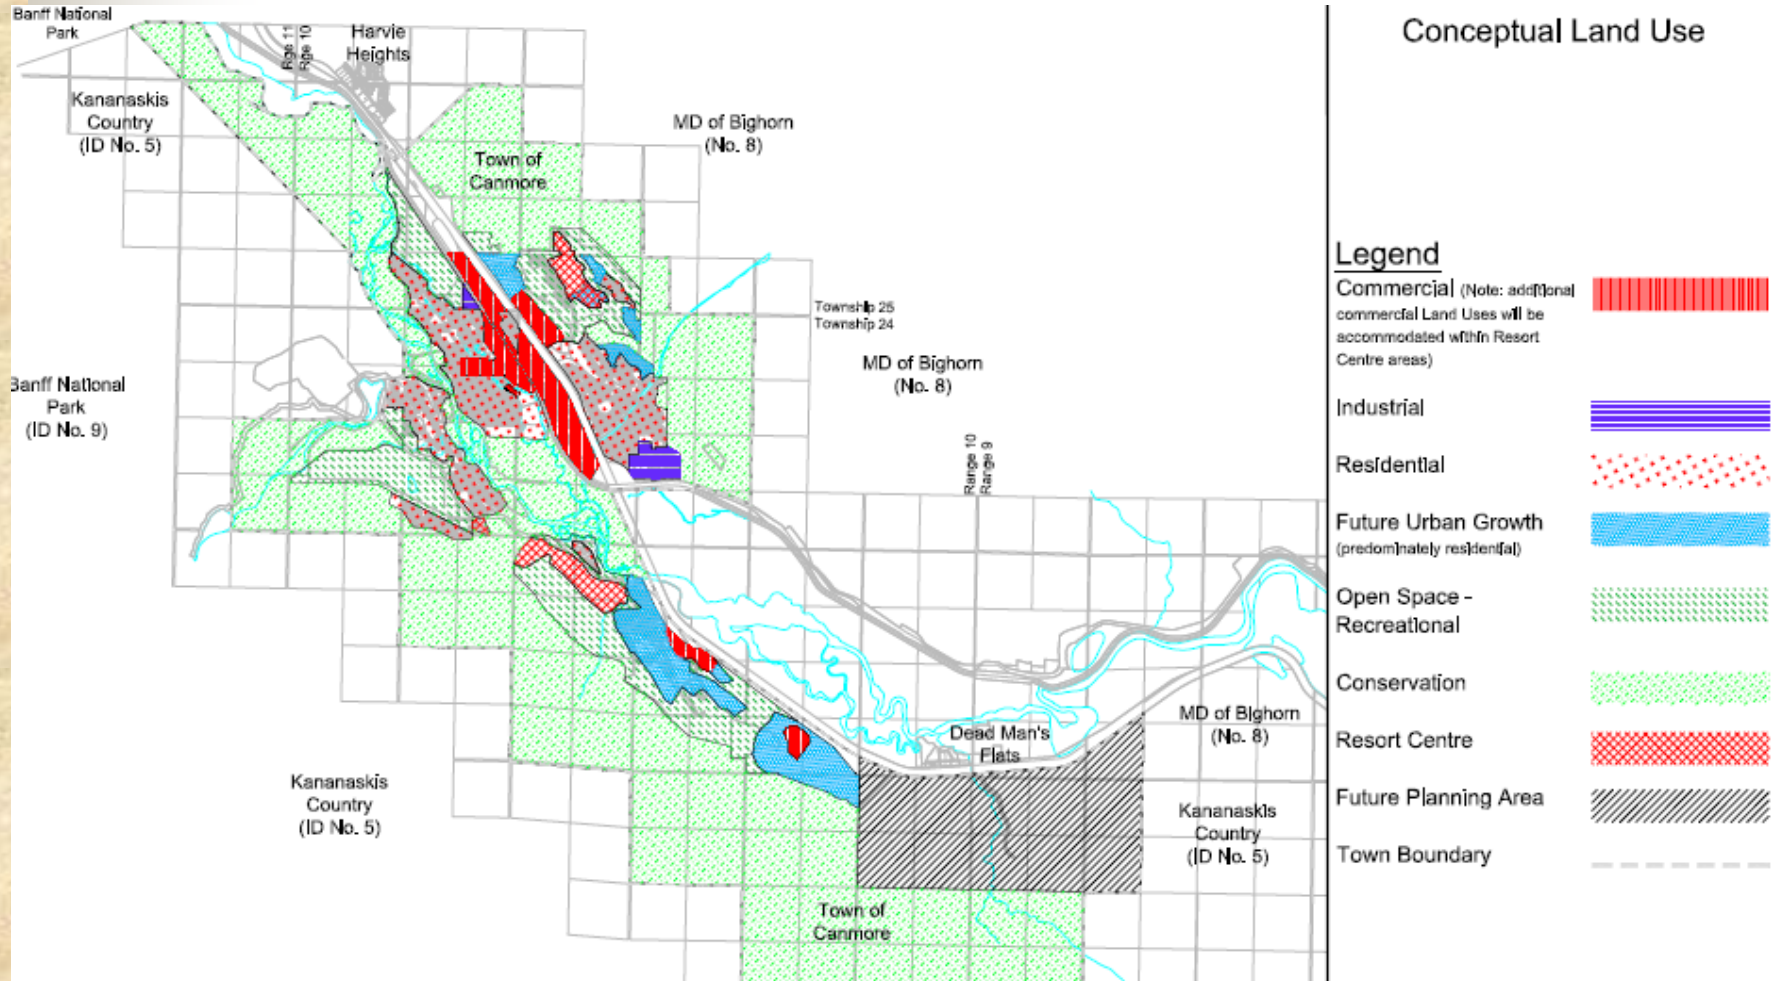 Conceptual Land Use
Banff National
Park
Rge 11
Rge 10
Harvie
Heights
Kananaskis
Country
(ID No. 5)
MD of Bighorn
(No. 8)
Town of
Canmore
Township 25
Township 24
MD of Bighorn
(No. 8)
Banff National
Park
(ID No. 9)
Range 10
Range 9
MD of Bighorn
(No. 8)
Dead Man's
Flats
Kananaskis
Country
(ID No. 5)
Kananaskis
Country
(ID No. 5)
Town of
Canmore
Legend
Commercial (Note: additional
commercial Land Uses will be
accommodated within Resort
Centre areas)
Industrial
Residential
Future Urban Growth
(predominately residential)
Open Space -
Recreational
Conservation
Resort Centre
Future Planning Area
Town Boundary